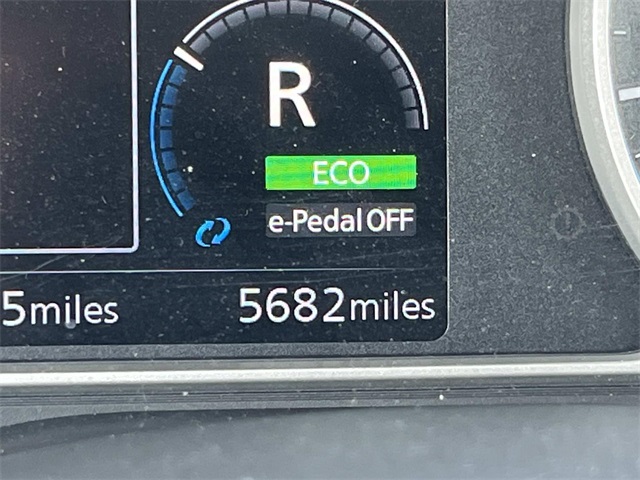 R
ECO
e-Pedal OFF
5miles 5682miles